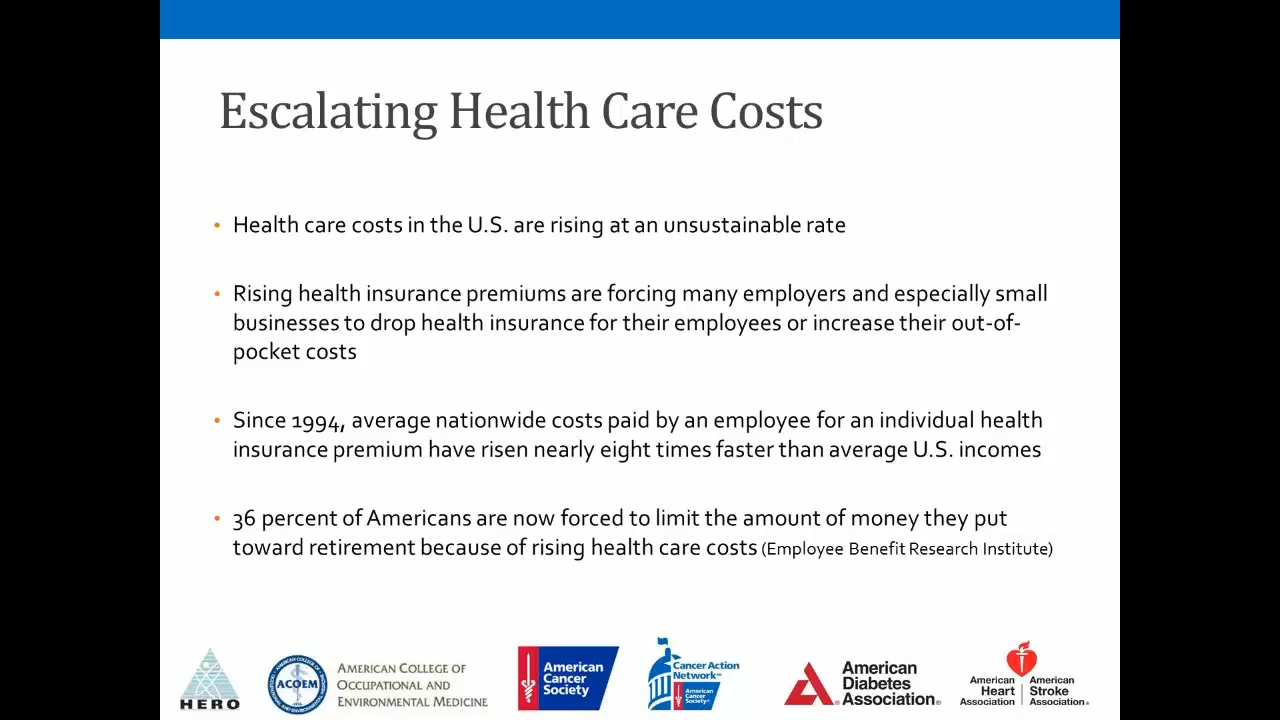 Escalating Health Care Costs
• Health care costs in the U.S. are rising at an unsustainable rate
• Rising health insurance premiums are forcing many employers and especially small
businesses to drop health insurance for their employees or increase their out-of-
pocket costs
• Since 1994, average nationwide costs paid by an employee for an individual health
insurance premium have risen nearly eight times faster than average U.S. incomes
• 36 percent of Americans are now forced to limit the amount of money they put
toward retirement because of rising health care costs (Employee Benefit Research Institute)
HERO
ACOEM
AMERICAN COLLEGE OF
OCCUPATIONAL AND
ENVIRONMENTAL MEDICINE
American
Cancer
Society
Cancer Action
Network℠
American
Cancer
Society®
American
Diabetes
Association®
American
Heart
Association
American
Stroke
Association®